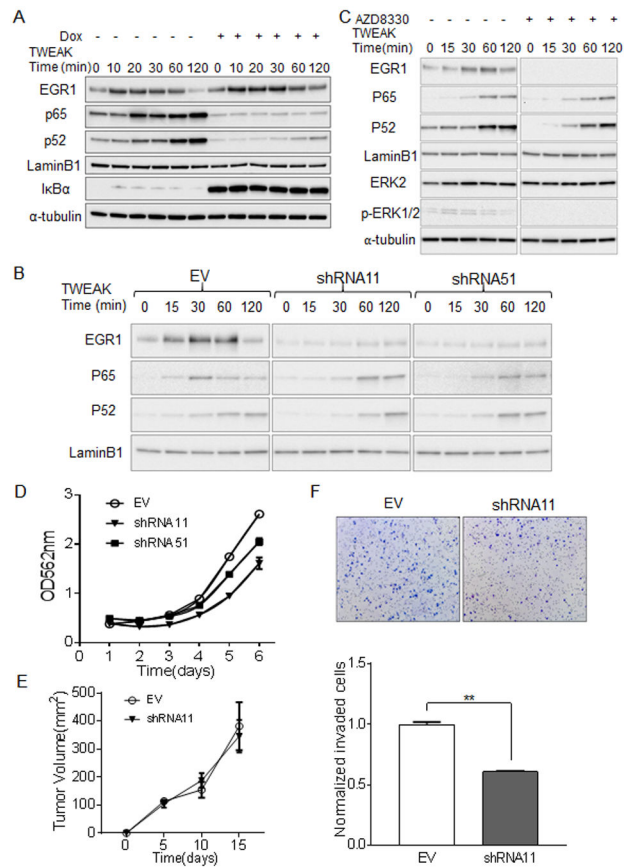 A
Dox - - - - - - + + + + + +
TWEAK
Time (min) 0 10 20 30 60 120 0 10 20 30 60 120
EGR1
p65
p52
LaminB1
IκBα
α-tubulin
C
AZD8330 - - - - - + + + + +
TWEAK
Time(min) 0 15 30 60 120 0 15 30 60 120
EGR1
P65
P52
LaminB1
ERK2
p-ERK1/2
α-tubulin
B
EV shRNA11 shRNA51
TWEAK
Time (min) 0 15 30 60 120 0 15 30 60 120 0 15 30 60 120
EGR1
P65
P52
LaminB1
D
EV
shRNA11
shRNA51
OD562nm
3
2
1
0
0 1 2 3 4 5 6
Time(days)
E
EV
shRNA11
Tumor Volume(mm²)
500
400
300
200
100
0
0 5 10 15
Time(days)
F
EV shRNA11
**
Normalized invaded cells
1.5
1.0
0.5
0.0
EV shRNA11